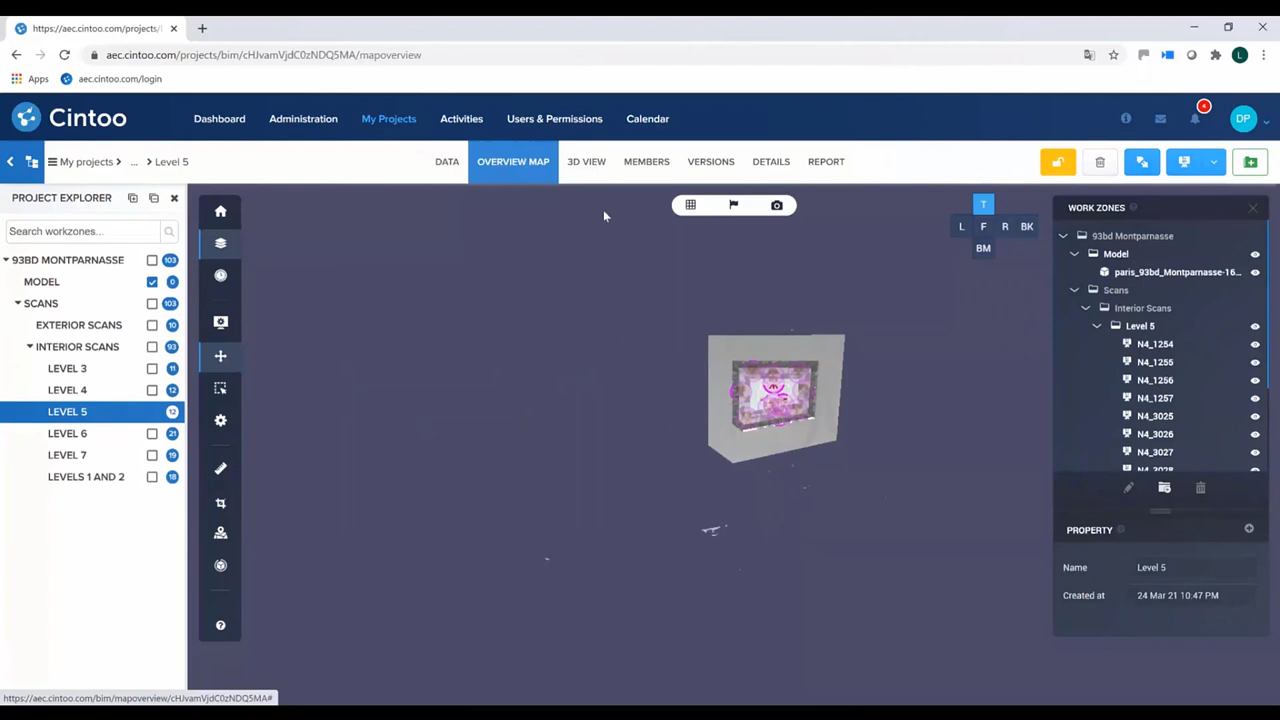 https://aec.cintoo.com/projects/
aec.cintoo.com/projects/bim/cHJvamVjdC0zNDQ5MA/mapoverview
L
Apps
aec.cintoo.com/login
Cintoo
Dashboard
Administration
My Projects
Activities
Users & Permissions
Calendar
4
DP
My projects
...
Level 5
DATA
OVERVIEW MAP
3D VIEW
MEMBERS
VERSIONS
DETAILS
REPORT
PROJECT EXPLORER
Search workzones...
93BD MONTPARNASSE 103
MODEL 0
SCANS 103
EXTERIOR SCANS 10
INTERIOR SCANS 93
LEVEL 3 11
LEVEL 4 12
LEVEL 5 12
LEVEL 6 21
LEVEL 7 25
LEVELS 1 AND 2 18
T
L F R BK
BM
WORK ZONES
93bd Montparnasse
Model
paris_93bd_Montparnasse-16...
Scans
Interior Scans
Level 5
N4_1254
N4_1255
N4_1256
N4_1257
N4_3025
N4_3026
N4_3027
N4_3028
PROPERTY
Name Level 5
Created at 24 Mar 21 10:47 PM
https://aec.cintoo.com/bim/mapoverview/cHJvamVjdC0zNDQ5MA#